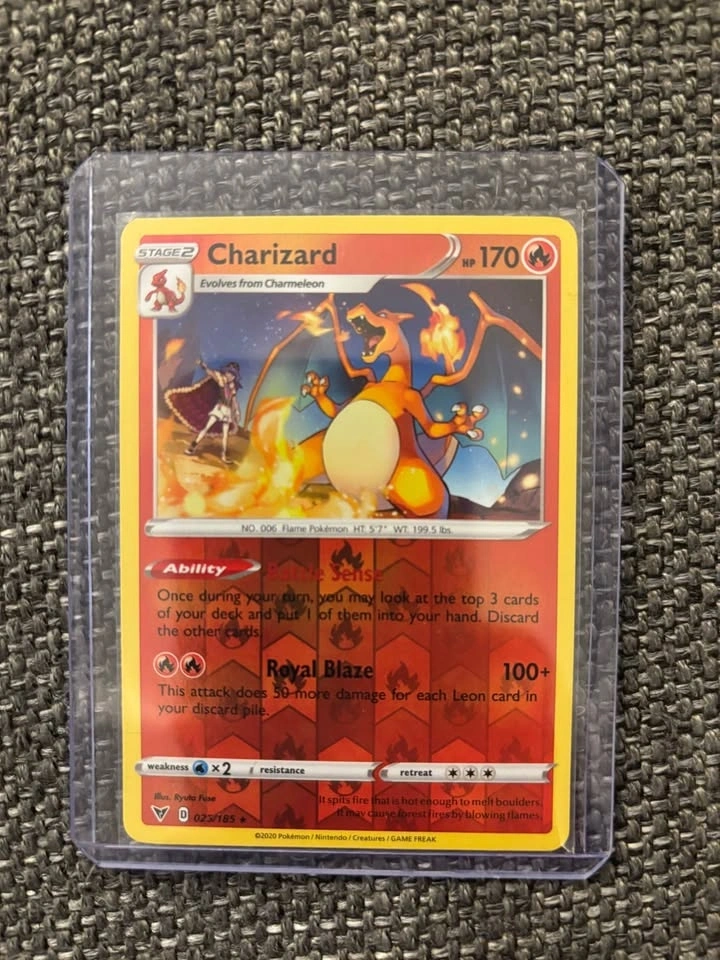 STAGE2 Charizard HP 170
Evolves from Charmeleon
NO. 006 Flame Pokémon HT: 5'7" WT: 199.5 lbs.
Ability Battle Sense
Once during your turn, you may look at the top 3 cards
of your deck and put 1 of them into your hand. Discard
the other cards.
Royal Blaze 100+
This attack does 50 more damage for each Leon card in
your discard pile.
weakness ×2 resistance retreat
Illus. Ryuta Fuse
It spits fire that is hot enough to melt boulders.
It may cause forest fires by blowing flames.
D 025/185 ★
©2020 Pokémon / Nintendo / Creatures / GAME FREAK